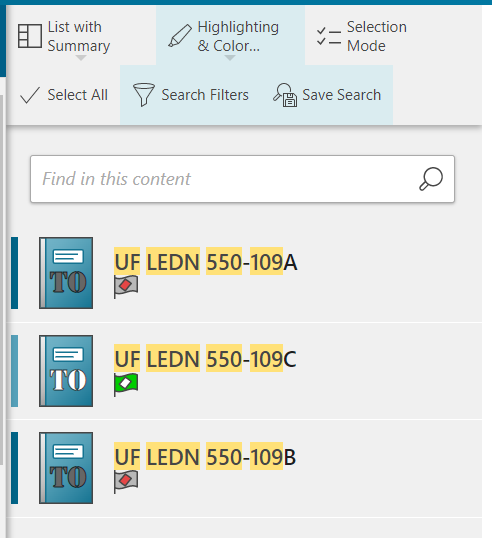 List with
Summary
Highlighting
& Color...
Selection
Mode
Select All
Search Filters
Save Search
Find in this content
TO
UF LEDN 550-109A
TO
UF LEDN 550-109C
TO
UF LEDN 550-109B